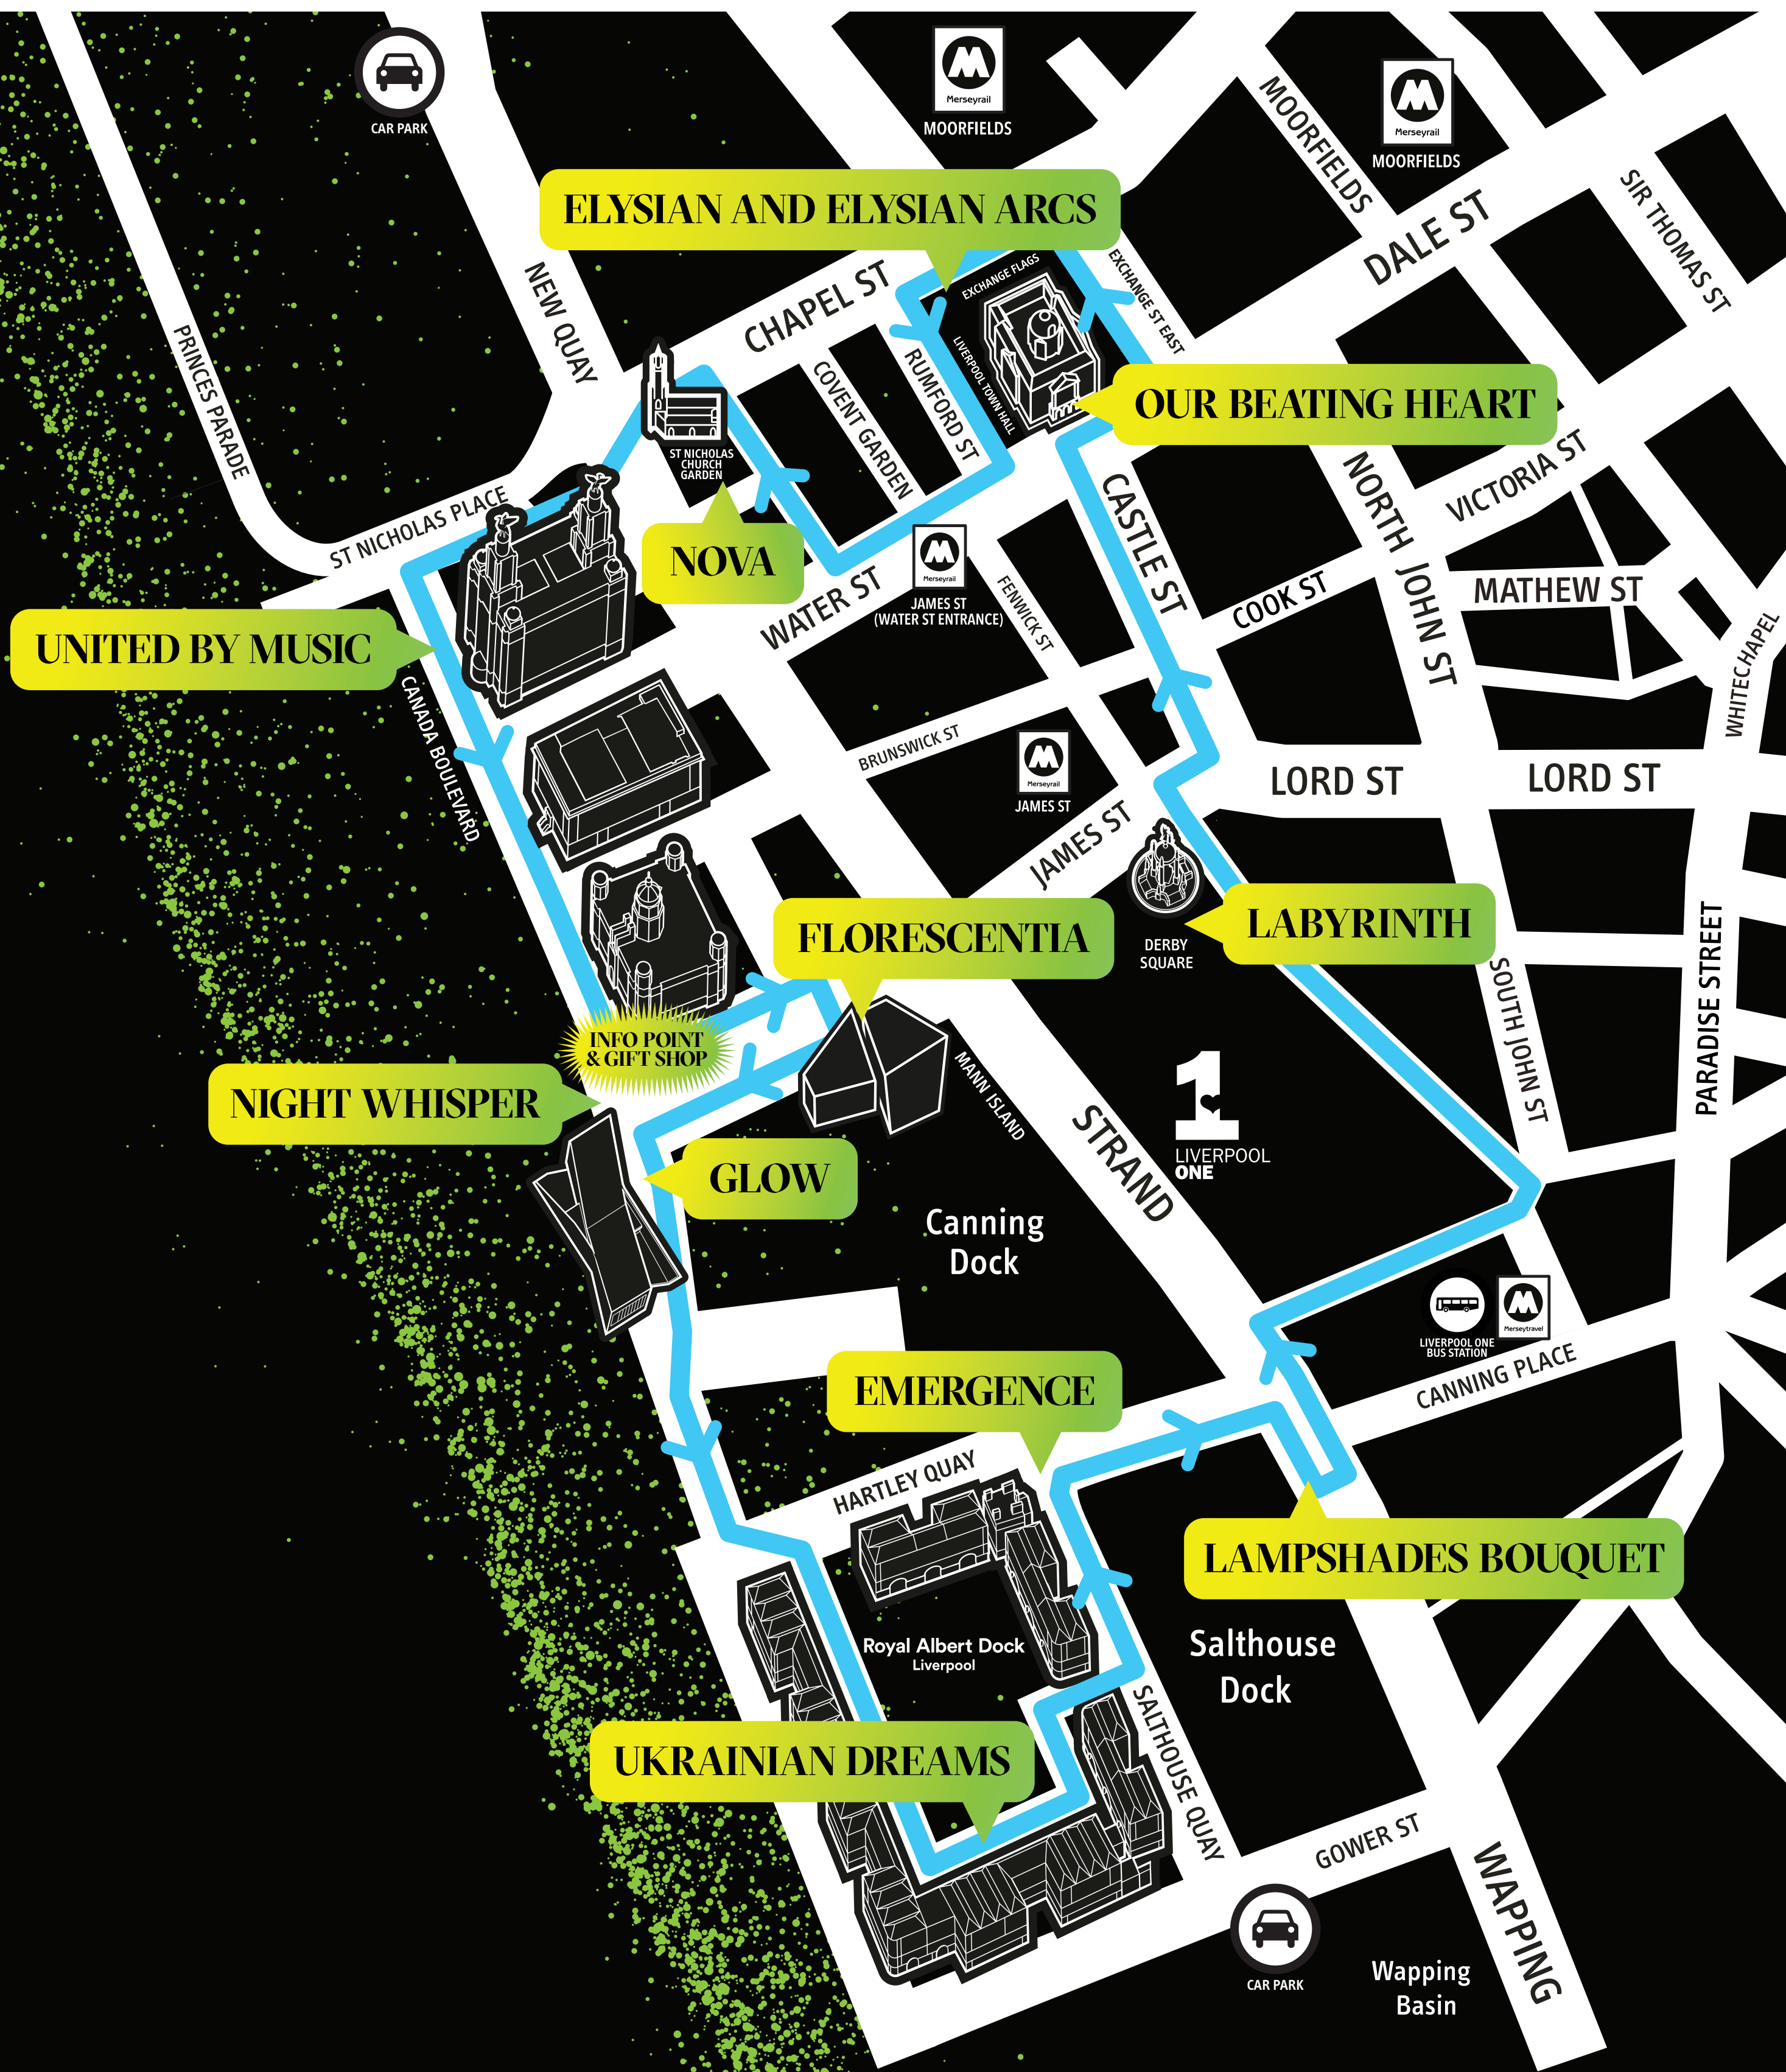 CAR PARK
Merseyrail
MOORFIELDS
Merseyrail
MOORFIELDS
MOORFIELDS
DALE ST
SIR THOMAS ST
ELYSIAN AND ELYSIAN ARCS
NEW QUAY
CHAPEL ST
EXCHANGE FLAGS
EXCHANGE ST EAST
LIVERPOOL TOWN HALL
PRINCES PARADE
COVENT GARDEN
RUMFORD ST
OUR BEATING HEART
ST NICHOLAS
CHURCH
GARDEN
ST NICHOLAS PLACE
NOVA
CASTLE ST
NORTH JOHN ST
VICTORIA ST
WATER ST
Merseyrail
JAMES ST
(WATER ST ENTRANCE)
FENWICK ST
COOK ST
MATHEW ST
WHITECHAPEL
UNITED BY MUSIC
CANADA BOULEVARD
BRUNSWICK ST
Merseyrail
JAMES ST
JAMES ST
LORD ST
LORD ST
FLORESCENTIA
LABYRINTH
DERBY
SQUARE
SOUTH JOHN ST
PARADISE STREET
INFO POINT
& GIFT SHOP
NIGHT WHISPER
MANN ISLAND
STRAND
1
LIVERPOOL
ONE
GLOW
Canning
Dock
LIVERPOOL ONE
BUS STATION
Merseytravel
CANNING PLACE
EMERGENCE
HARTLEY QUAY
LAMPSHADES BOUQUET
Royal Albert Dock
Liverpool
Salthouse
Dock
SALTHOUSE QUAY
UKRAINIAN DREAMS
GOWER ST
WAPPING
CAR PARK
Wapping
Basin